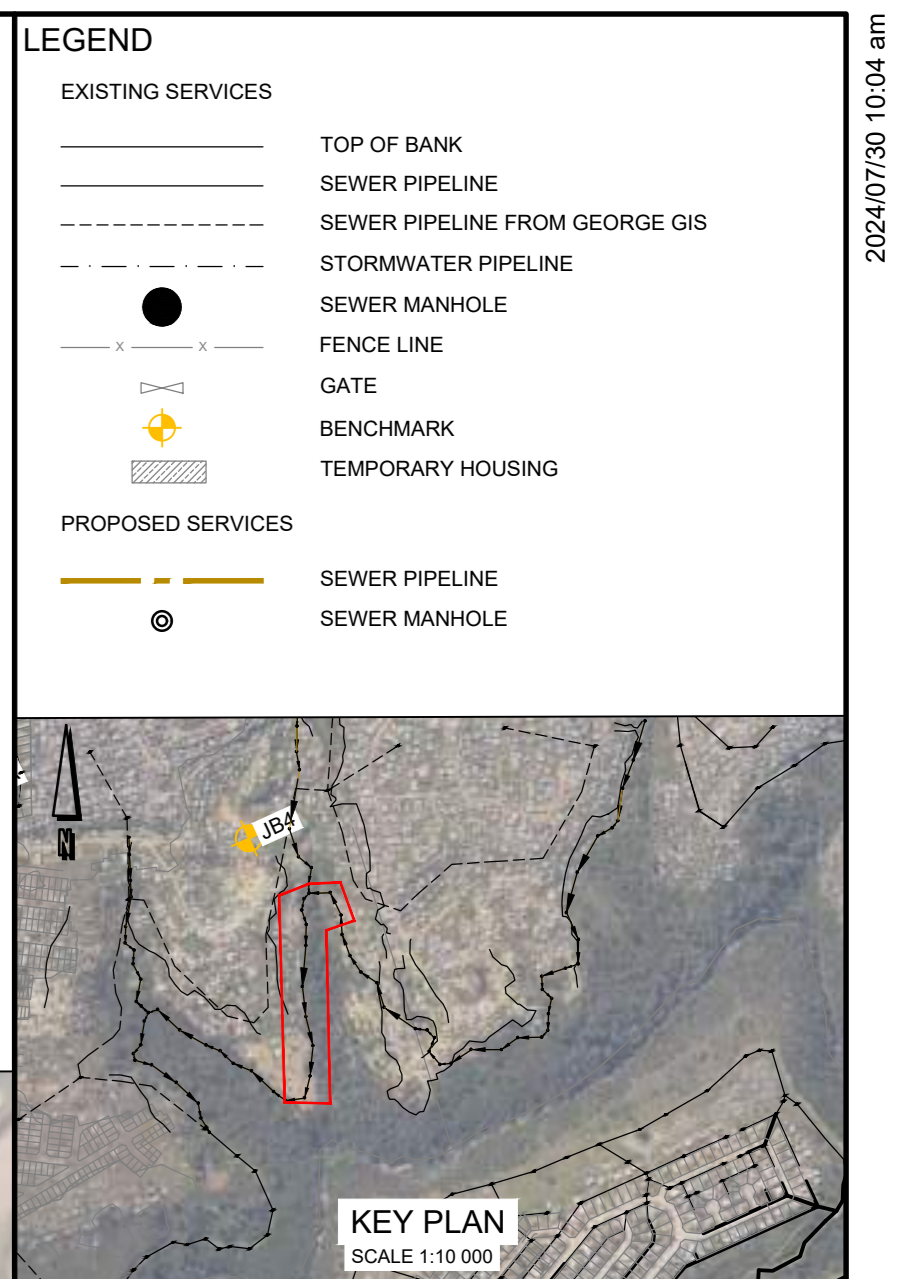 LEGEND
EXISTING SERVICES
TOP OF BANK
SEWER PIPELINE
SEWER PIPELINE FROM GEORGE GIS
STORMWATER PIPELINE
SEWER MANHOLE
X X FENCE LINE
GATE
BENCHMARK
TEMPORARY HOUSING
PROPOSED SERVICES
SEWER PIPELINE
SEWER MANHOLE
2024/07/30 10:04 am
N
JB4
KEY PLAN
SCALE 1:10 000